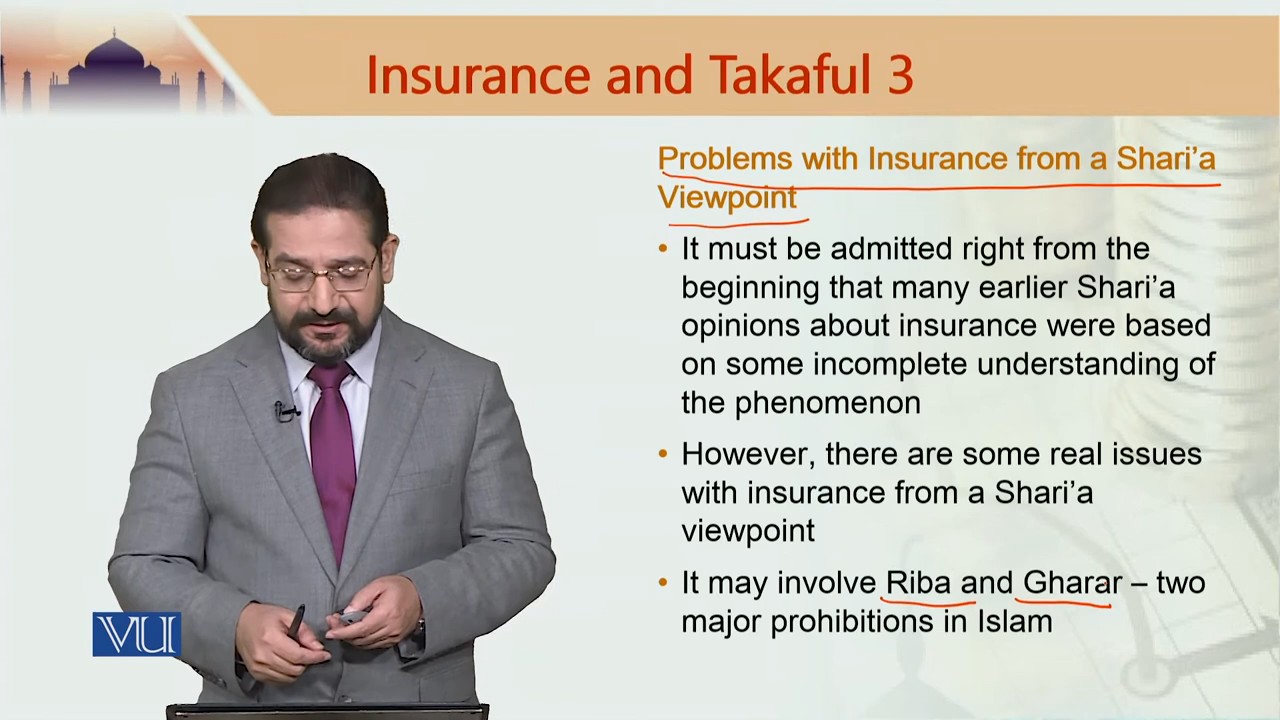 Insurance and Takaful 3
Problems with Insurance from a Shari’a
Viewpoint
• It must be admitted right from the
beginning that many earlier Shari’a
opinions about insurance were based
on some incomplete understanding of
the phenomenon
• However, there are some real issues
with insurance from a Shari’a
viewpoint
• It may involve Riba and Gharar – two
major prohibitions in Islam
VU